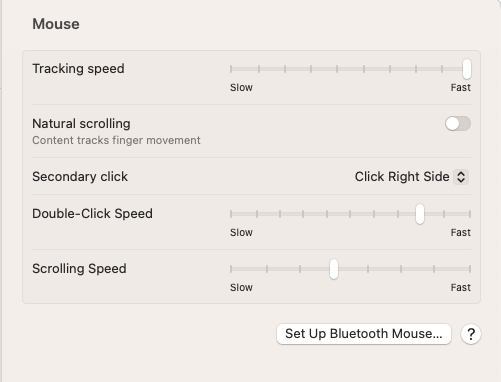 Mouse
Tracking speed
Slow Fast
Natural scrolling
Content tracks finger movement
Secondary click Click Right Side
Double-Click Speed
Slow Fast
Scrolling Speed
Slow Fast
Set Up Bluetooth Mouse... ?